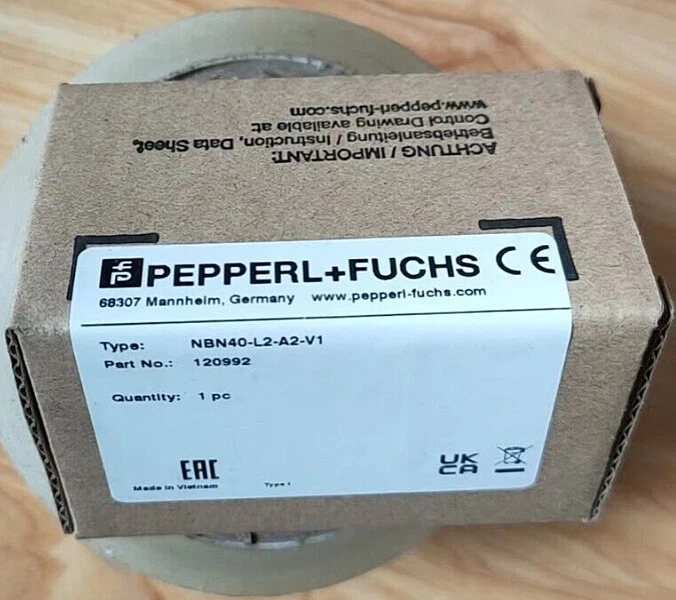 ACHTUNG / IMPORTANT:
Betriebsanleitung / Instruction, Data Sheet,
Control Drawing available at:
www.pepperl-fuchs.com
PEPPERL+FUCHS CE
68307 Mannheim, Germany www.pepperl-fuchs.com
Type: NBN40-L2-A2-V1
Part No.: 120992
Quantity: 1 pc
EAC
UK
CA
Made in Vietnam
Type 1